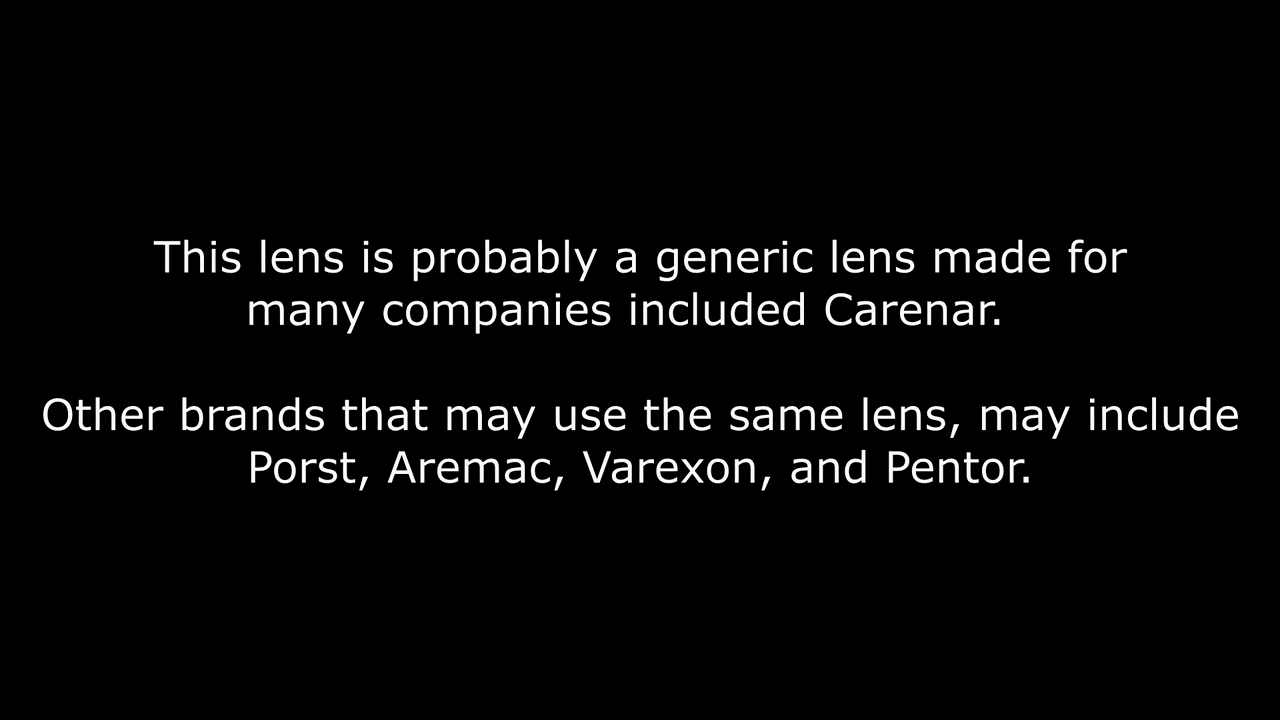 This lens is probably a generic lens made for
many companies included Carenar.
Other brands that may use the same lens, may include
Porst, Aremac, Varexon, and Pentor.